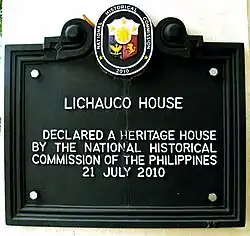 NATIONAL HISTORICAL COMMISSION
2010
LICHAUCO HOUSE
DECLARED A HERITAGE HOUSE
BY THE NATIONAL HISTORICAL
COMMISSION OF THE PHILIPPINES
21 JULY 2010